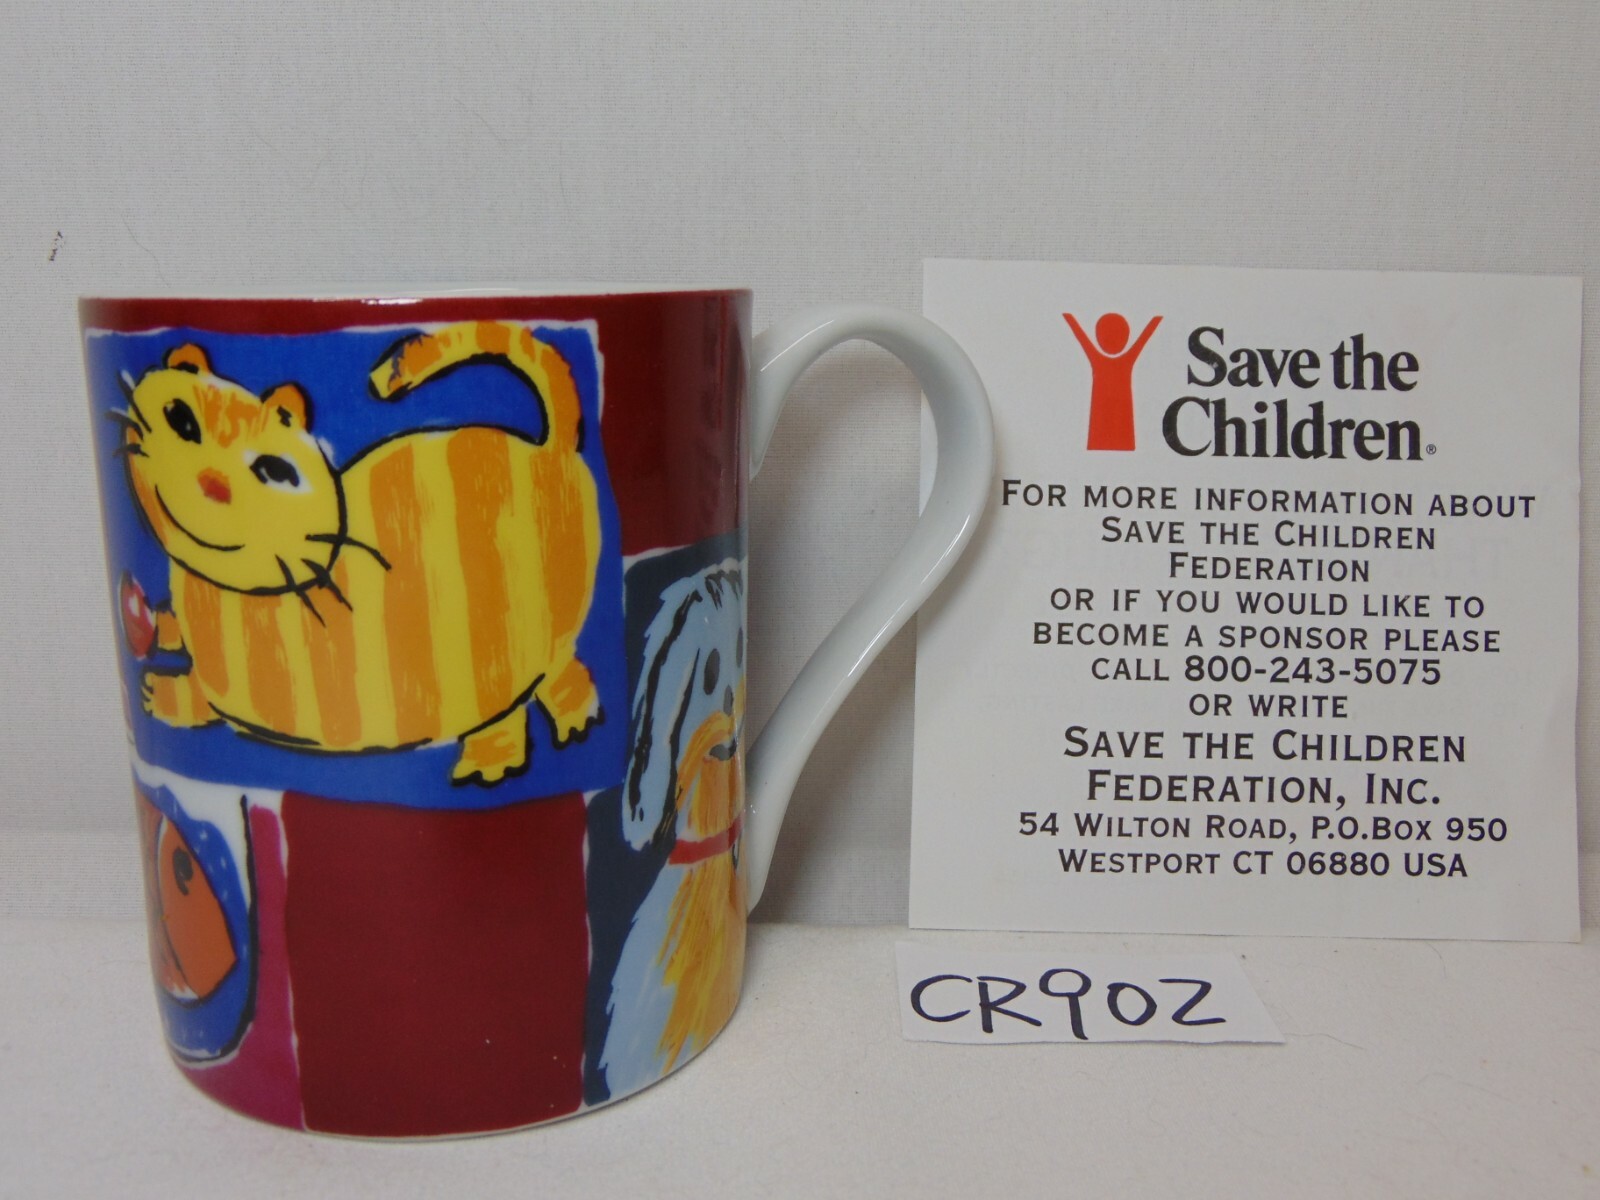 Save the
Children®
FOR MORE INFORMATION ABOUT
SAVE THE CHILDREN
FEDERATION
OR IF YOU WOULD LIKE TO
BECOME A SPONSOR PLEASE
CALL 800-243-5075
OR WRITE
SAVE THE CHILDREN
FEDERATION, INC.
54 WILTON ROAD, P.O.BOX 950
WESTPORT CT 06880 USA
CR902